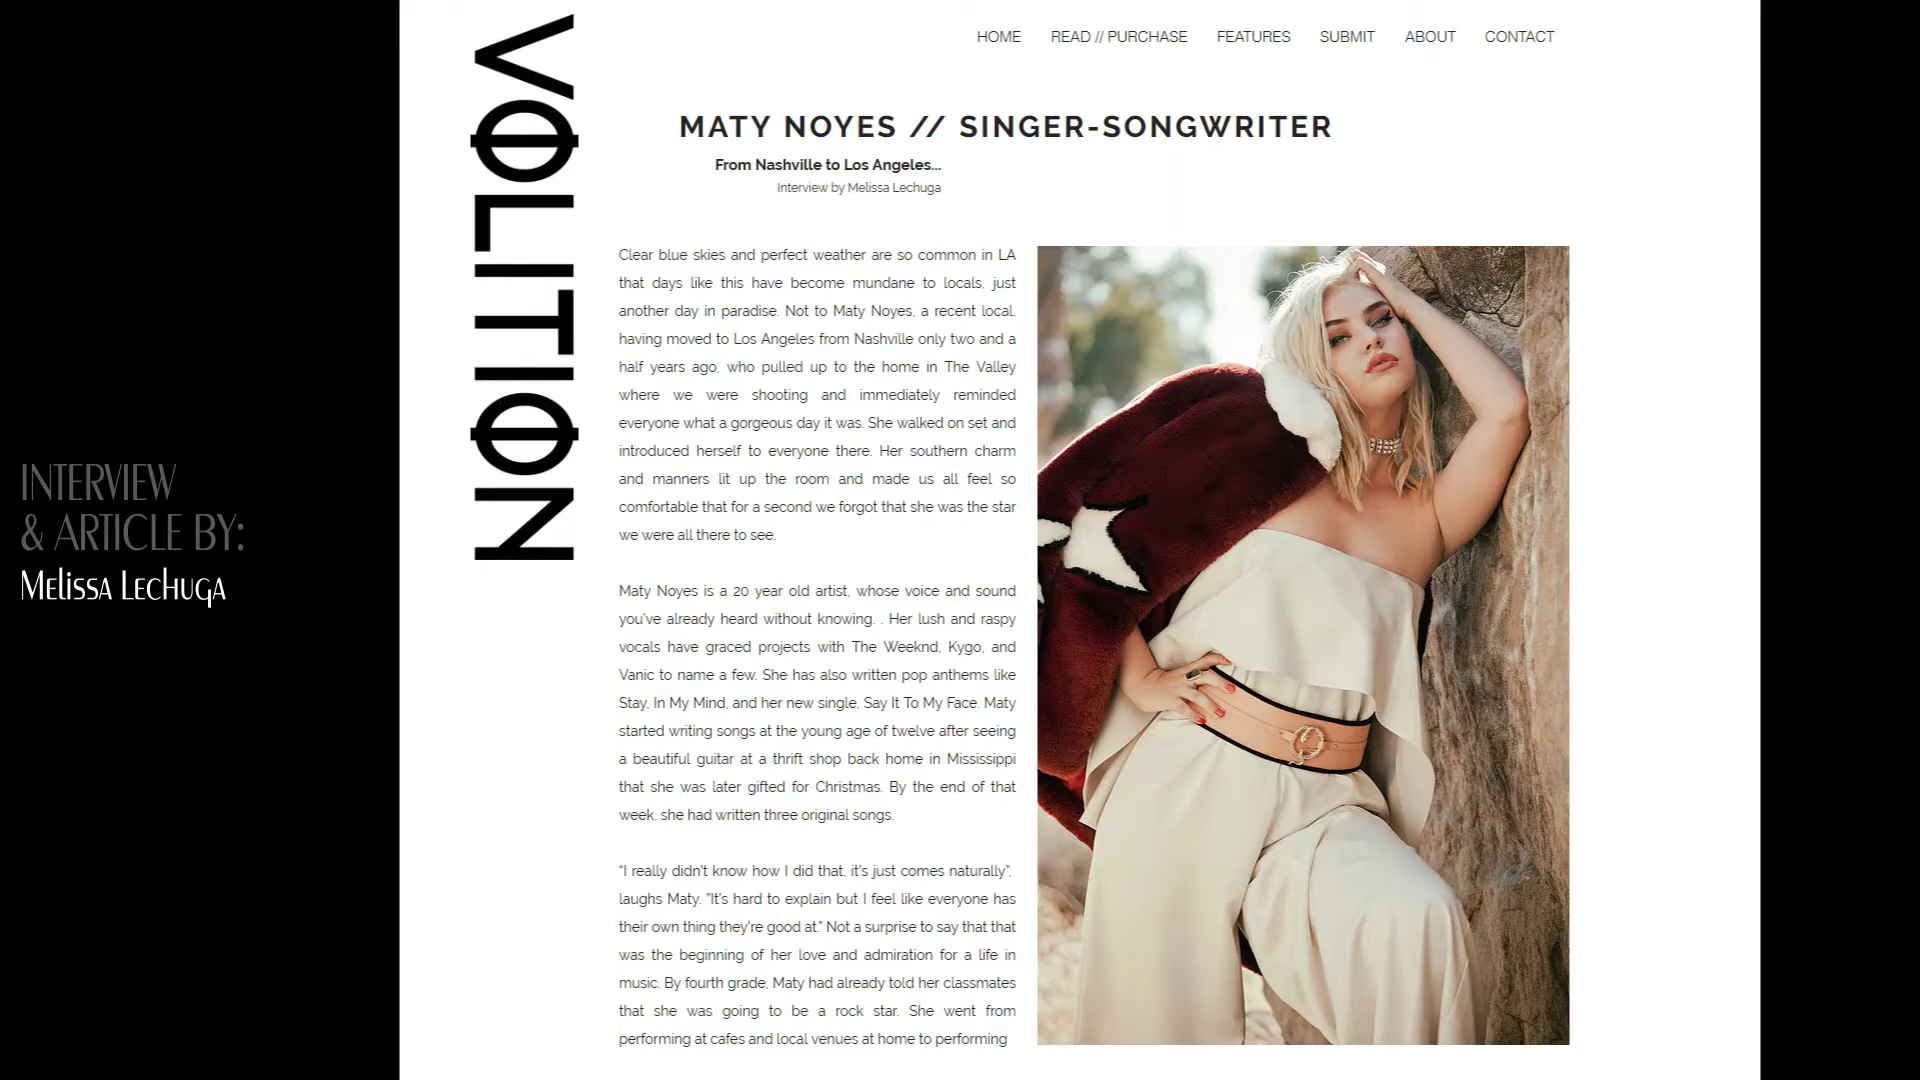 INTERVIEW
& ARTICLE BY:
Melissa Lechuga
VOLITION
HOME
READ // PURCHASE
FEATURES
SUBMIT
ABOUT
CONTACT
MATY NOYES // SINGER-SONGWRITER
From Nashville to Los Angeles...
Interview by Melissa Lechuga
Clear blue skies and perfect weather are so common in LA
that days like this have become mundane to locals, just
another day in paradise. Not to Maty Noyes, a recent local,
having moved to Los Angeles from Nashville only two and a
half years ago, who pulled up to the home in The Valley
where we were shooting and immediately reminded
everyone what a gorgeous day it was. She walked on set and
introduced herself to everyone there. Her southern charm
and manners lit up the room and made us all feel so
comfortable that for a second we forgot that she was the star
we were all there to see.
Maty Noyes is a 20 year old artist, whose voice and sound
you've already heard without knowing. . Her lush and raspy
vocals have graced projects with The Weeknd, Kygo, and
Vanic to name a few. She has also written pop anthems like
Stay, In My Mind, and her new single, Say It To My Face. Maty
started writing songs at the young age of twelve after seeing
a beautiful guitar at a thrift shop back home in Mississippi
that she was later gifted for Christmas. By the end of that
week, she had written three original songs.
“I really didn't know how I did that, it's just comes naturally”,
laughs Maty. "It's hard to explain but I feel like everyone has
their own thing they're good at." Not a surprise to say that that
was the beginning of her love and admiration for a life in
music. By fourth grade, Maty had already told her classmates
that she was going to be a rock star. She went from
performing at cafes and local venues at home to performing